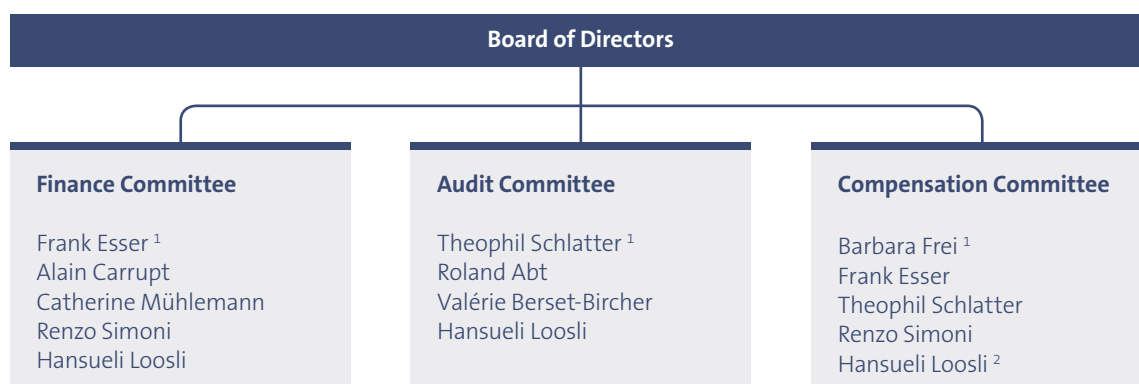 Board of Directors
Finance Committee
Frank Esser 1
Alain Carrupt
Catherine Mühlemann
Renzo Simoni
Hansueli Loosli
Audit Committee
Theophil Schlatter 1
Roland Abt
Valérie Berset-Bircher
Hansueli Loosli
Compensation Committee
Barbara Frei 1
Frank Esser
Theophil Schlatter
Renzo Simoni
Hansueli Loosli 2